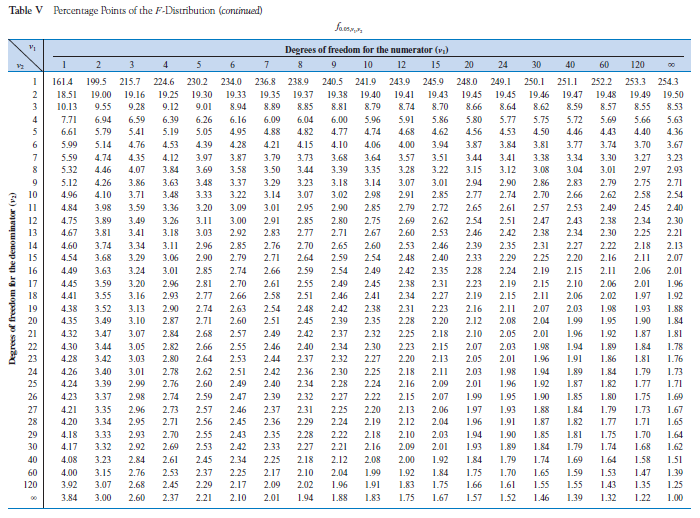 Table V Percentage Points of the F-Distribution (continued)
f0.05,ν1,ν2
ν1 Degrees of freedom for the numerator (ν1)
ν2 1 2 3 4 5 6 7 8 9 10 12 15 20 24 30 40 60 120 ∞
Degrees of freedom for the denominator (ν2)
1 161.4 199.5 215.7 224.6 230.2 234.0 236.8 238.9 240.5 241.9 243.9 245.9 248.0 249.1 250.1 251.1 252.2 253.3 254.3
2 18.51 19.00 19.16 19.25 19.30 19.33 19.35 19.37 19.38 19.40 19.41 19.43 19.45 19.45 19.46 19.47 19.48 19.49 19.50
3 10.13 9.55 9.28 9.12 9.01 8.94 8.89 8.85 8.81 8.79 8.74 8.70 8.66 8.64 8.62 8.59 8.57 8.55 8.53
4 7.71 6.94 6.59 6.39 6.26 6.16 6.09 6.04 6.00 5.96 5.91 5.86 5.80 5.77 5.75 5.72 5.69 5.66 5.63
5 6.61 5.79 5.41 5.19 5.05 4.95 4.88 4.82 4.77 4.74 4.68 4.62 4.56 4.53 4.50 4.46 4.43 4.40 4.36
6 5.99 5.14 4.76 4.53 4.39 4.28 4.21 4.15 4.10 4.06 4.00 3.94 3.87 3.84 3.81 3.77 3.74 3.70 3.67
7 5.59 4.74 4.35 4.12 3.97 3.87 3.79 3.73 3.68 3.64 3.57 3.51 3.44 3.41 3.38 3.34 3.30 3.27 3.23
8 5.32 4.46 4.07 3.84 3.69 3.58 3.50 3.44 3.39 3.35 3.28 3.22 3.15 3.12 3.08 3.04 3.01 2.97 2.93
9 5.12 4.26 3.86 3.63 3.48 3.37 3.29 3.23 3.18 3.14 3.07 3.01 2.94 2.90 2.86 2.83 2.79 2.75 2.71
10 4.96 4.10 3.71 3.48 3.33 3.22 3.14 3.07 3.02 2.98 2.91 2.85 2.77 2.74 2.70 2.66 2.62 2.58 2.54
11 4.84 3.98 3.59 3.36 3.20 3.09 3.01 2.95 2.90 2.85 2.79 2.72 2.65 2.61 2.57 2.53 2.49 2.45 2.40
12 4.75 3.89 3.49 3.26 3.11 3.00 2.91 2.85 2.80 2.75 2.69 2.62 2.54 2.51 2.47 2.43 2.38 2.34 2.30
13 4.67 3.81 3.41 3.18 3.03 2.92 2.83 2.77 2.71 2.67 2.60 2.53 2.46 2.42 2.38 2.34 2.30 2.25 2.21
14 4.60 3.74 3.34 3.11 2.96 2.85 2.76 2.70 2.65 2.60 2.53 2.46 2.39 2.35 2.31 2.27 2.22 2.18 2.13
15 4.54 3.68 3.29 3.06 2.90 2.79 2.71 2.64 2.59 2.54 2.48 2.40 2.33 2.29 2.25 2.20 2.16 2.11 2.07
16 4.49 3.63 3.24 3.01 2.85 2.74 2.66 2.59 2.54 2.49 2.42 2.35 2.28 2.24 2.19 2.15 2.11 2.06 2.01
17 4.45 3.59 3.20 2.96 2.81 2.70 2.61 2.55 2.49 2.45 2.38 2.31 2.23 2.19 2.15 2.10 2.06 2.01 1.96
18 4.41 3.55 3.16 2.93 2.77 2.66 2.58 2.51 2.46 2.41 2.34 2.27 2.19 2.15 2.11 2.06 2.02 1.97 1.92
19 4.38 3.52 3.13 2.90 2.74 2.63 2.54 2.48 2.42 2.38 2.31 2.23 2.16 2.11 2.07 2.03 1.98 1.93 1.88
20 4.35 3.49 3.10 2.87 2.71 2.60 2.51 2.45 2.39 2.35 2.28 2.20 2.12 2.08 2.04 1.99 1.95 1.90 1.84
21 4.32 3.47 3.07 2.84 2.68 2.57 2.49 2.42 2.37 2.32 2.25 2.18 2.10 2.05 2.01 1.96 1.92 1.87 1.81
22 4.30 3.44 3.05 2.82 2.66 2.55 2.46 2.40 2.34 2.30 2.23 2.15 2.07 2.03 1.98 1.94 1.89 1.84 1.78
23 4.28 3.42 3.03 2.80 2.64 2.53 2.44 2.37 2.32 2.27 2.20 2.13 2.05 2.01 1.96 1.91 1.86 1.81 1.76
24 4.26 3.40 3.01 2.78 2.62 2.51 2.42 2.36 2.30 2.25 2.18 2.11 2.03 1.98 1.94 1.89 1.84 1.79 1.73
25 4.24 3.39 2.99 2.76 2.60 2.49 2.40 2.34 2.28 2.24 2.16 2.09 2.01 1.96 1.92 1.87 1.82 1.77 1.71
26 4.23 3.37 2.98 2.74 2.59 2.47 2.39 2.32 2.27 2.22 2.15 2.07 1.99 1.95 1.90 1.85 1.80 1.75 1.69
27 4.21 3.35 2.96 2.73 2.57 2.46 2.37 2.31 2.25 2.20 2.13 2.06 1.97 1.93 1.88 1.84 1.79 1.73 1.67
28 4.20 3.34 2.95 2.71 2.56 2.45 2.36 2.29 2.24 2.19 2.12 2.04 1.96 1.91 1.87 1.82 1.77 1.71 1.65
29 4.18 3.33 2.93 2.70 2.55 2.43 2.35 2.28 2.22 2.18 2.10 2.03 1.94 1.90 1.85 1.81 1.75 1.70 1.64
30 4.17 3.32 2.92 2.69 2.53 2.42 2.33 2.27 2.21 2.16 2.09 2.01 1.93 1.89 1.84 1.79 1.74 1.68 1.62
40 4.08 3.23 2.84 2.61 2.45 2.34 2.25 2.18 2.12 2.08 2.00 1.92 1.84 1.79 1.74 1.69 1.64 1.58 1.51
60 4.00 3.15 2.76 2.53 2.37 2.25 2.17 2.10 2.04 1.99 1.92 1.84 1.75 1.70 1.65 1.59 1.53 1.47 1.39
120 3.92 3.07 2.68 2.45 2.29 2.17 2.09 2.02 1.96 1.91 1.83 1.75 1.66 1.61 1.55 1.55 1.43 1.35 1.25
∞ 3.84 3.00 2.60 2.37 2.21 2.10 2.01 1.94 1.88 1.83 1.75 1.67 1.57 1.52 1.46 1.39 1.32 1.22 1.00